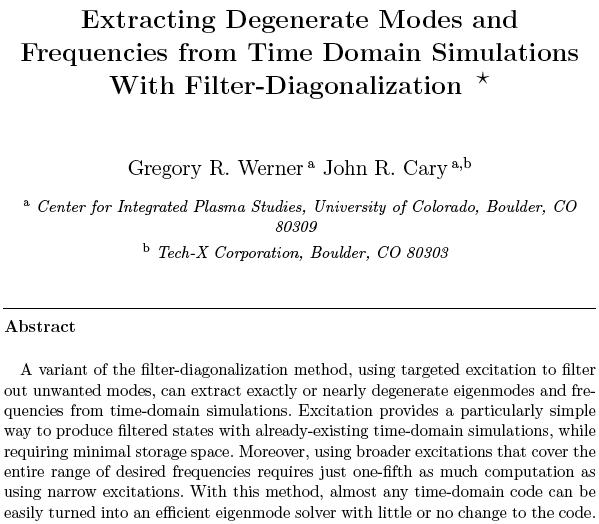 Extracting Degenerate Modes and
Frequencies from Time Domain Simulations
With Filter-Diagonalization ⋆
Gregory R. Werner a John R. Cary a,b
a Center for Integrated Plasma Studies, University of Colorado, Boulder, CO
80309
b Tech-X Corporation, Boulder, CO 80303
Abstract
A variant of the filter-diagonalization method, using targeted excitation to filter
out unwanted modes, can extract exactly or nearly degenerate eigenmodes and fre-
quencies from time-domain simulations. Excitation provides a particularly simple
way to produce filtered states with already-existing time-domain simulations, while
requiring minimal storage space. Moreover, using broader excitations that cover the
entire range of desired frequencies requires just one-fifth as much computation as
using narrow excitations. With this method, almost any time-domain code can be
easily turned into an efficient eigenmode solver with little or no change to the code.